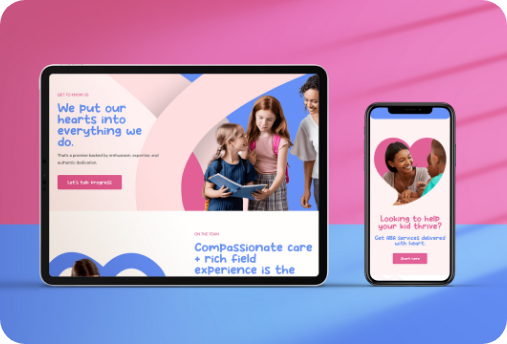 GET TO KNOW US
We put our
hearts into
everything we
do.
That's a promise backed by enthusiasm, expertise, and
authentic dedication.
Let's talk progress
ON THE TEAM
Compassionate care
+ rich field
experience is the
Looking to help
your kid thrive?
Get ABA services delivered
with heart.
Start care